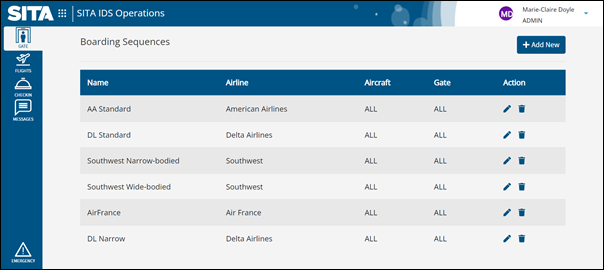 SITA SITA IDS Operations MD Marie-Claire Doyle
ADMIN
GATE
FLIGHTS
CHECKIN
MESSAGES
EMERGENCY
Boarding Sequences + Add New
Name Airline Aircraft Gate Action
AA Standard American Airlines ALL ALL
DL Standard Delta Airlines ALL ALL
Southwest Narrow-bodied Southwest ALL ALL
Southwest Wide-bodied Southwest ALL ALL
AirFrance Air France ALL ALL
DL Narrow Delta Airlines ALL ALL